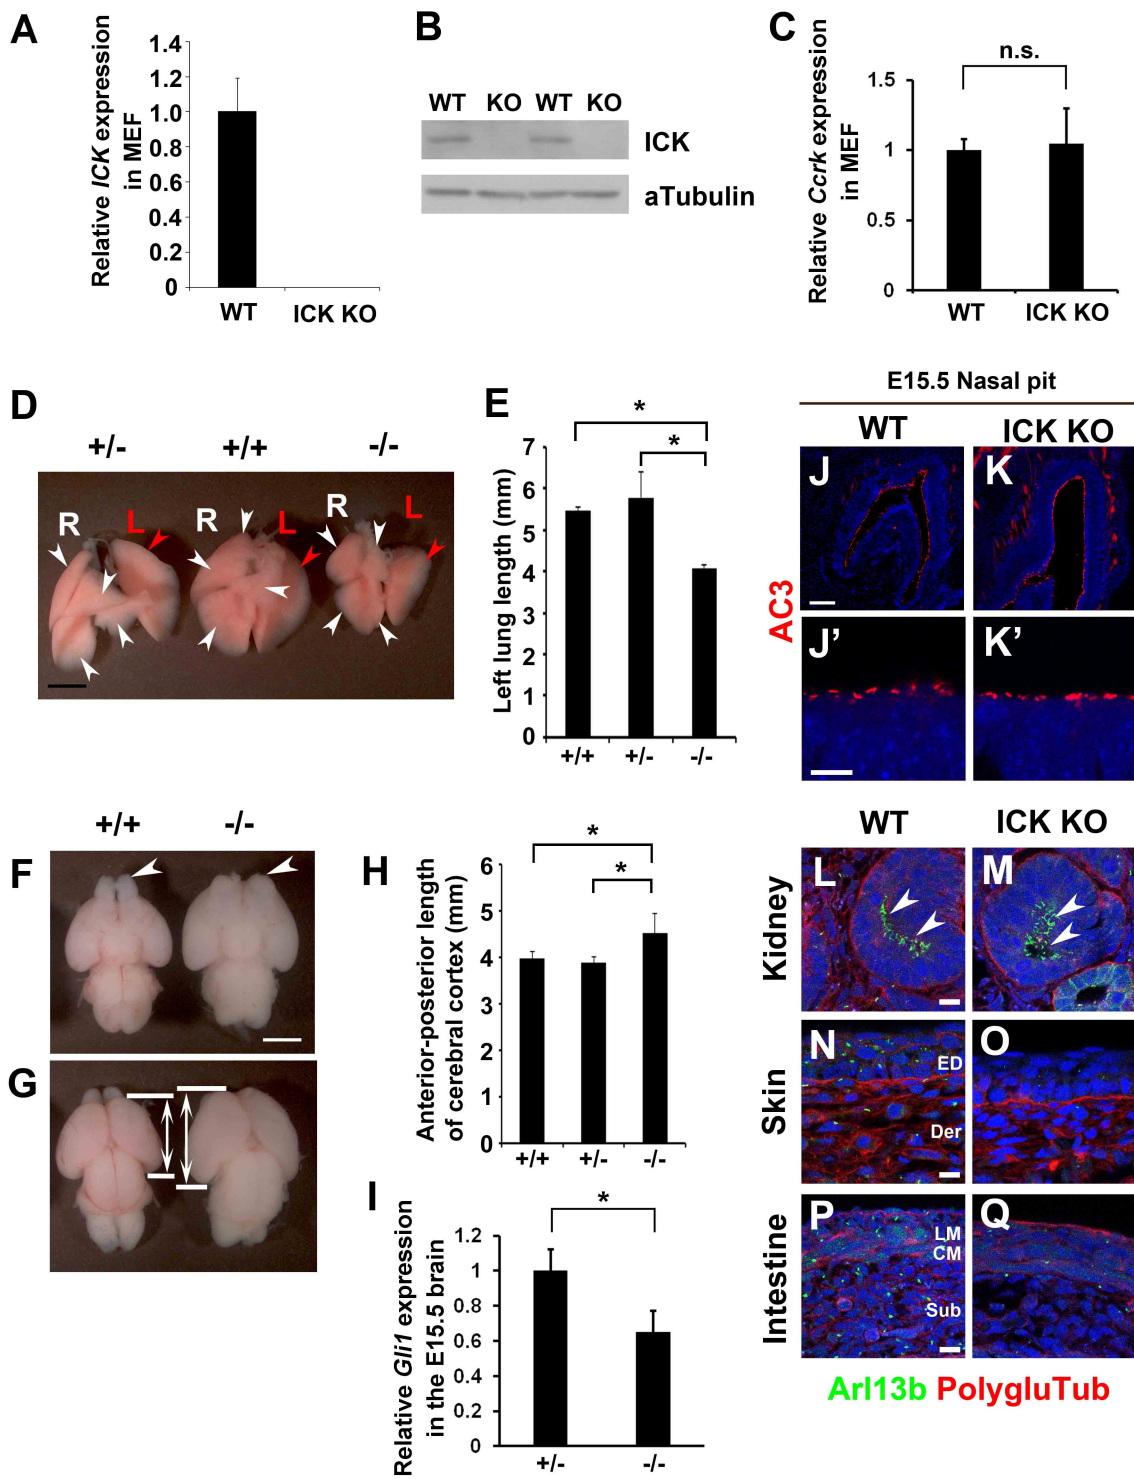 A
Relative ICK expression
in MEF
1.4
1.2
1.0
0.8
0.6
0.4
0.2
0
WT
ICK KO
B
WT KO WT KO
ICK
aTubulin
C
Relative Ccrk expression
in MEF
n.s.
1.5
1
0.5
0
WT
ICK KO
D
+/- +/+ -/-
R L R L R L
E
Left lung length (mm)
* 
*
7
6
5
4
3
2
1
0
+/+ +/- -/-
E15.5 Nasal pit
WT ICK KO
AC3
J K
J' K'
+/+ -/-
F
G
H
Anterior-posterior length
of cerebral cortex (mm)
*
*
6
5
4
3
2
1
0
+/+ +/- -/-
I
Relative Gli1 expression
in the E15.5 brain
*
1.2
1
0.8
0.6
0.4
0.2
0
+/- -/-
WT ICK KO
Kidney
L M
Skin
N O
ED
Der
Intestine
P Q
LM
CM
Sub
Arl13b PolygluTub